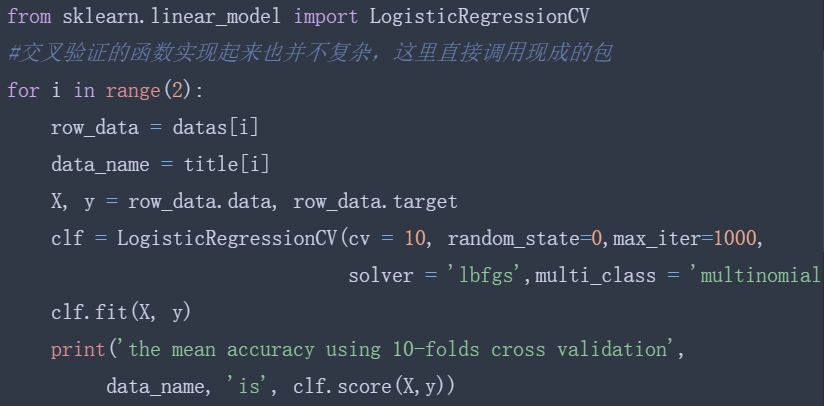 from sklearn.linear_model import LogisticRegressionCV
#交叉验证的函数实现起来也并不复杂，这里直接调用现成的包
for i in range(2):
    row_data = datas[i]
    data_name = title[i]
    X, y = row_data.data, row_data.target
    clf = LogisticRegressionCV(cv = 10, random_state=0,max_iter=1000,
                               solver = 'lbfgs',multi_class = 'multinomial
    clf.fit(X, y)
    print('the mean accuracy using 10-folds cross validation',
         data_name, 'is', clf.score(X,y))